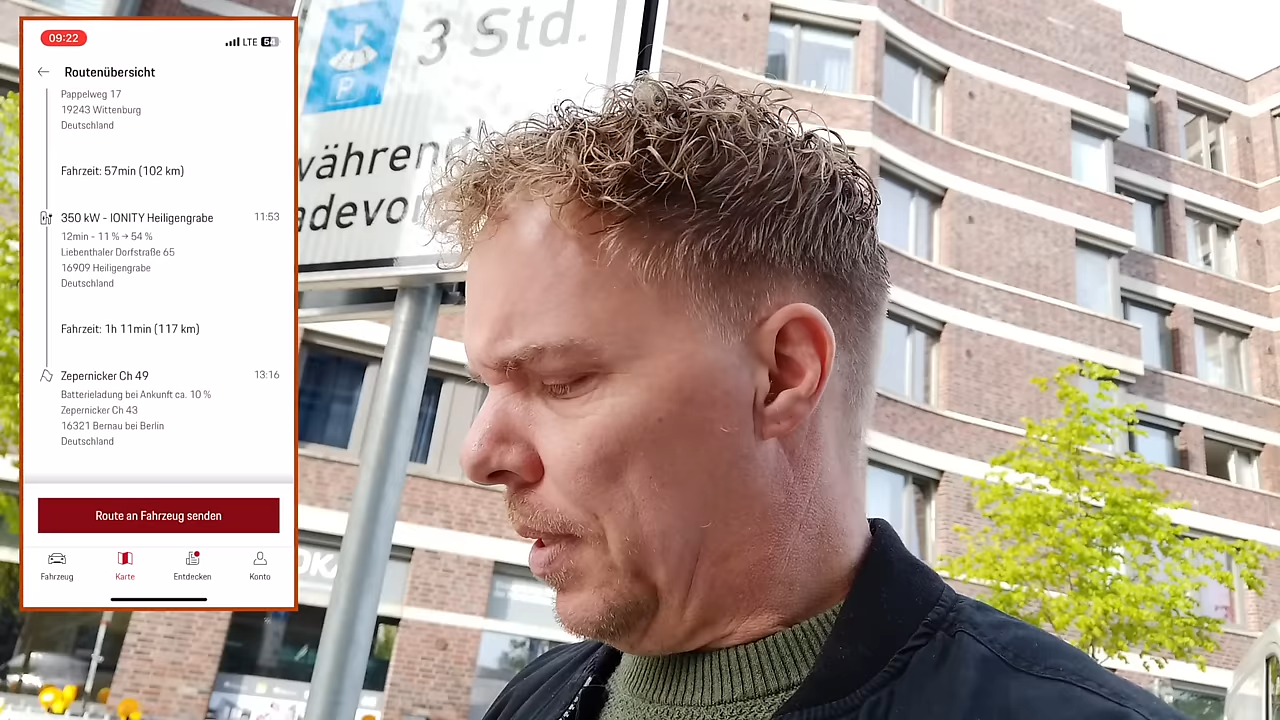 09:22
LTE 64
Routenübersicht
Pappelweg 17
19243 Wittenburg
Deutschland
Fahrzeit: 57min (102 km)
350 kW - IONITY Heiligengrabe 11:53
12min - 11 % → 54 %
Liebenthaler Dorfstraße 65
16909 Heiligengrabe
Deutschland
Fahrzeit: 1h 11min (117 km)
Zepernicker Ch 49 13:16
Batterieladung bei Ankunft ca. 10 %
Zepernicker Ch 43
16321 Bernau bei Berlin
Deutschland
Route an Fahrzeug senden
Fahrzeug Karte Entdecken Konto
P
3 Std.